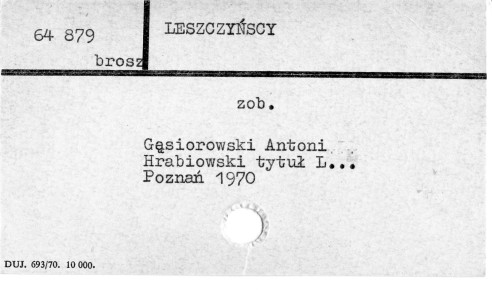 64 879
brosz
LESZCZYŃSCY
zob.
Gąsiorowski Antoni
Hrabiowski tytuł L...
Poznań 1970
DUJ. 693/70. 10 000.